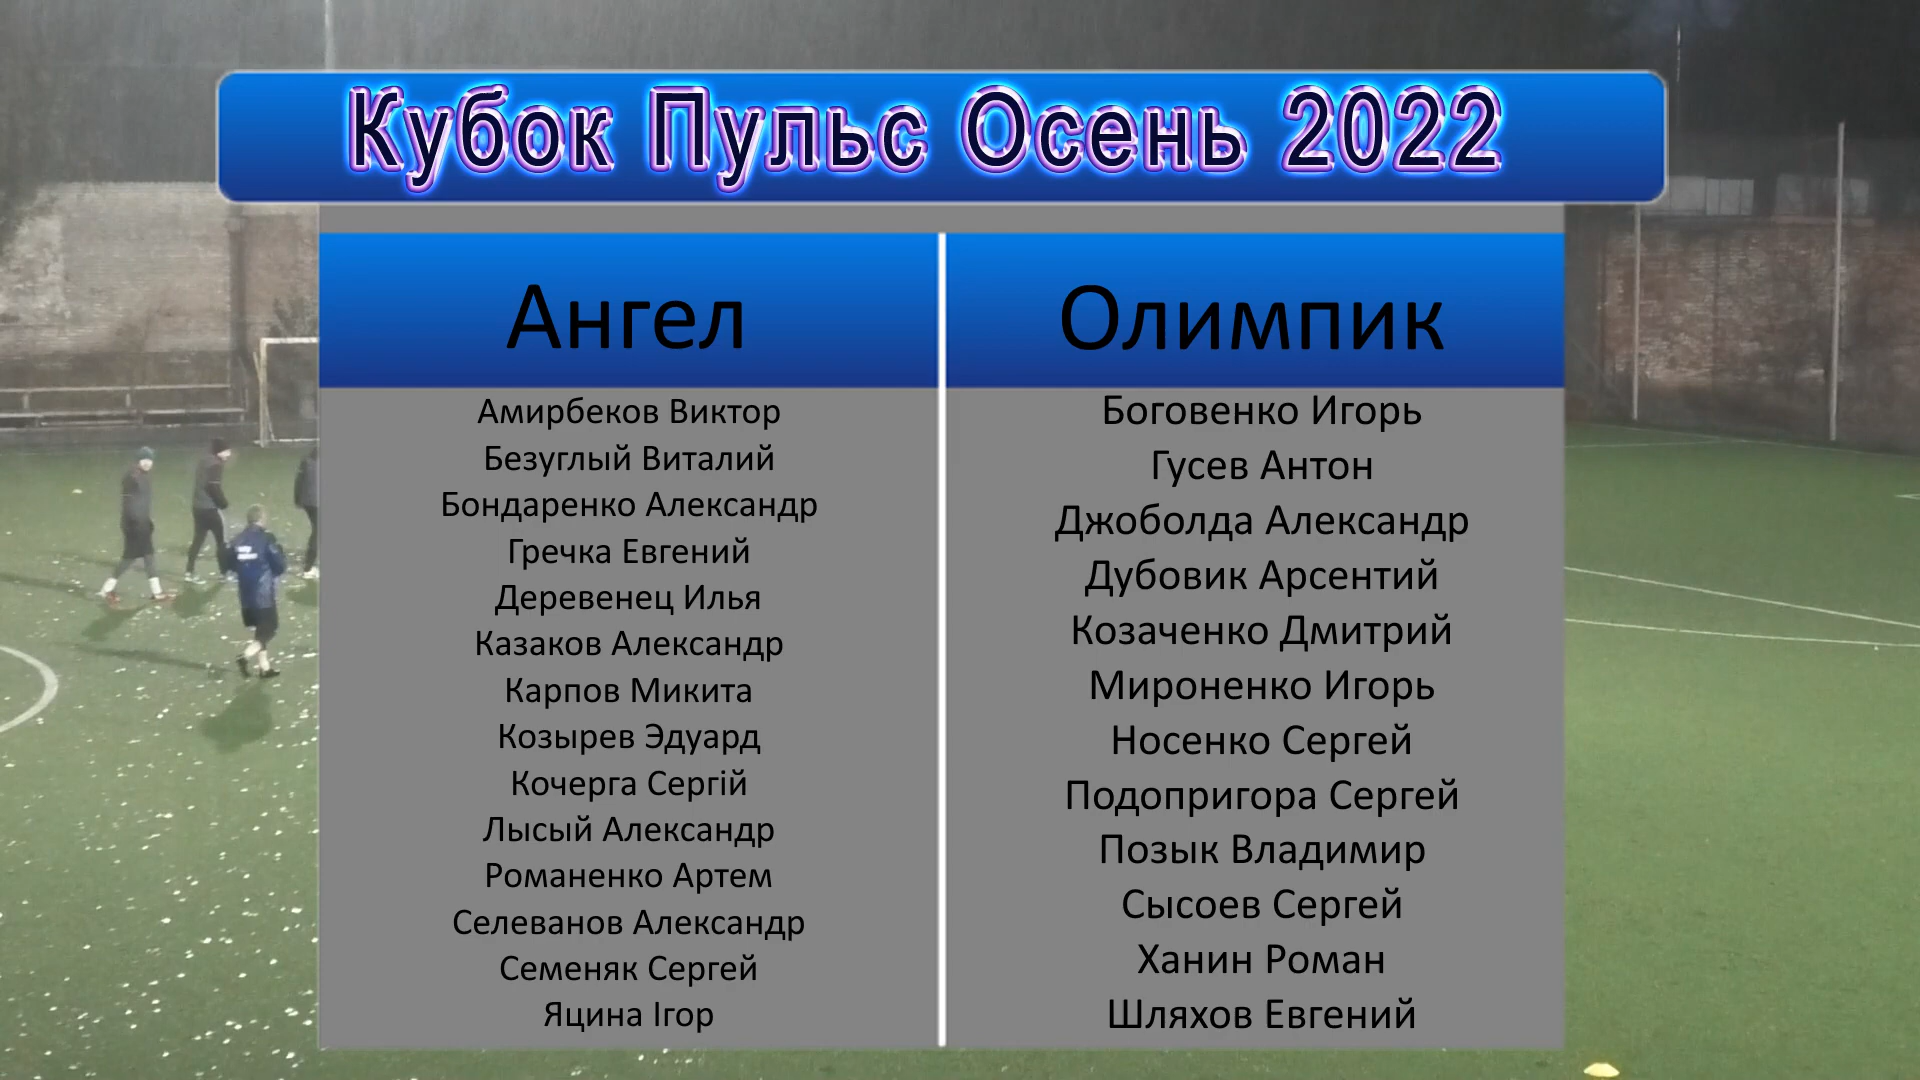 Кубок Пульс Осень 2022
Ангел
Амирбеков Виктор
Безуглый Виталий
Бондаренко Александр
Гречка Евгений
Деревенец Илья
Казаков Александр
Карпов Микита
Козырев Эдуард
Кочерга Сергій
Лысый Александр
Романенко Артем
Селеванов Александр
Семеняк Сергей
Яцина Ігор
Олимпик
Боговенко Игорь
Гусев Антон
Джоболда Александр
Дубовик Арсентий
Козаченко Дмитрий
Мироненко Игорь
Носенко Сергей
Подопригора Сергей
Позык Владимир
Сысоев Сергей
Ханин Роман
Шляхов Евгений